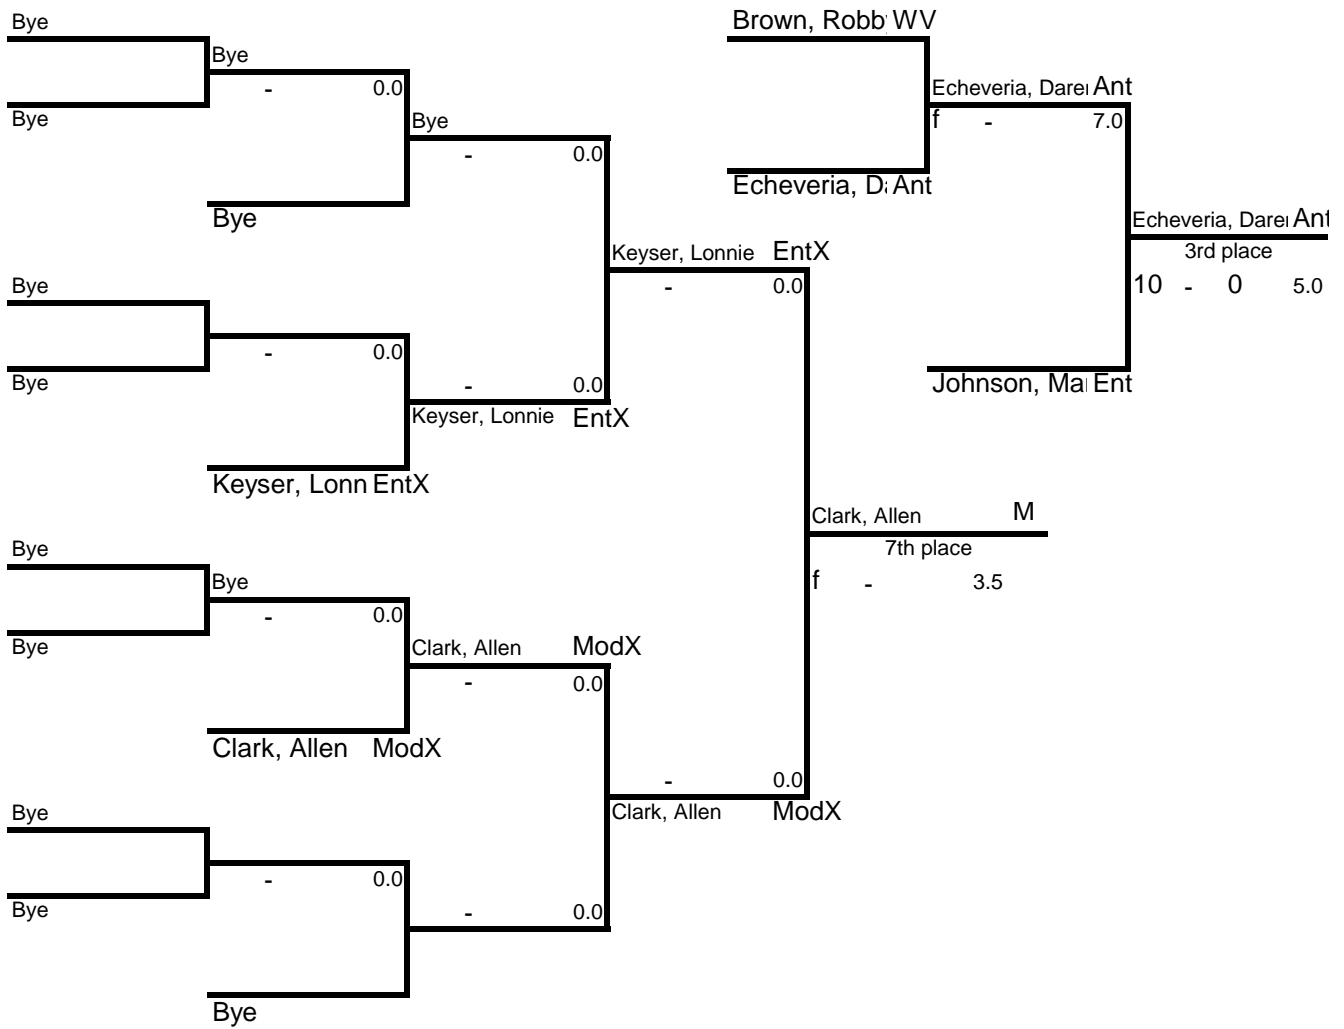 Bye
Brown, Robb WV
Bye
- 0.0
Echeveria, Darei Ant
Bye
Bye
f - 7.0
- 0.0
Echeveria, Da Ant
Bye
Echeveria, Darei Ant
Keyser, Lonnie EntX
3rd place
Bye
- 0.0
10 - 0 5.0
- 0.0
Bye
- 0.0
Johnson, Mai Ent
Keyser, Lonnie EntX
Keyser, Lonn EntX
Clark, Allen M
Bye
7th place
Bye
f - 3.5
- 0.0
Bye
Clark, Allen ModX
- 0.0
Clark, Allen ModX
- 0.0
Bye
Clark, Allen ModX
- 0.0
Bye
- 0.0
Bye